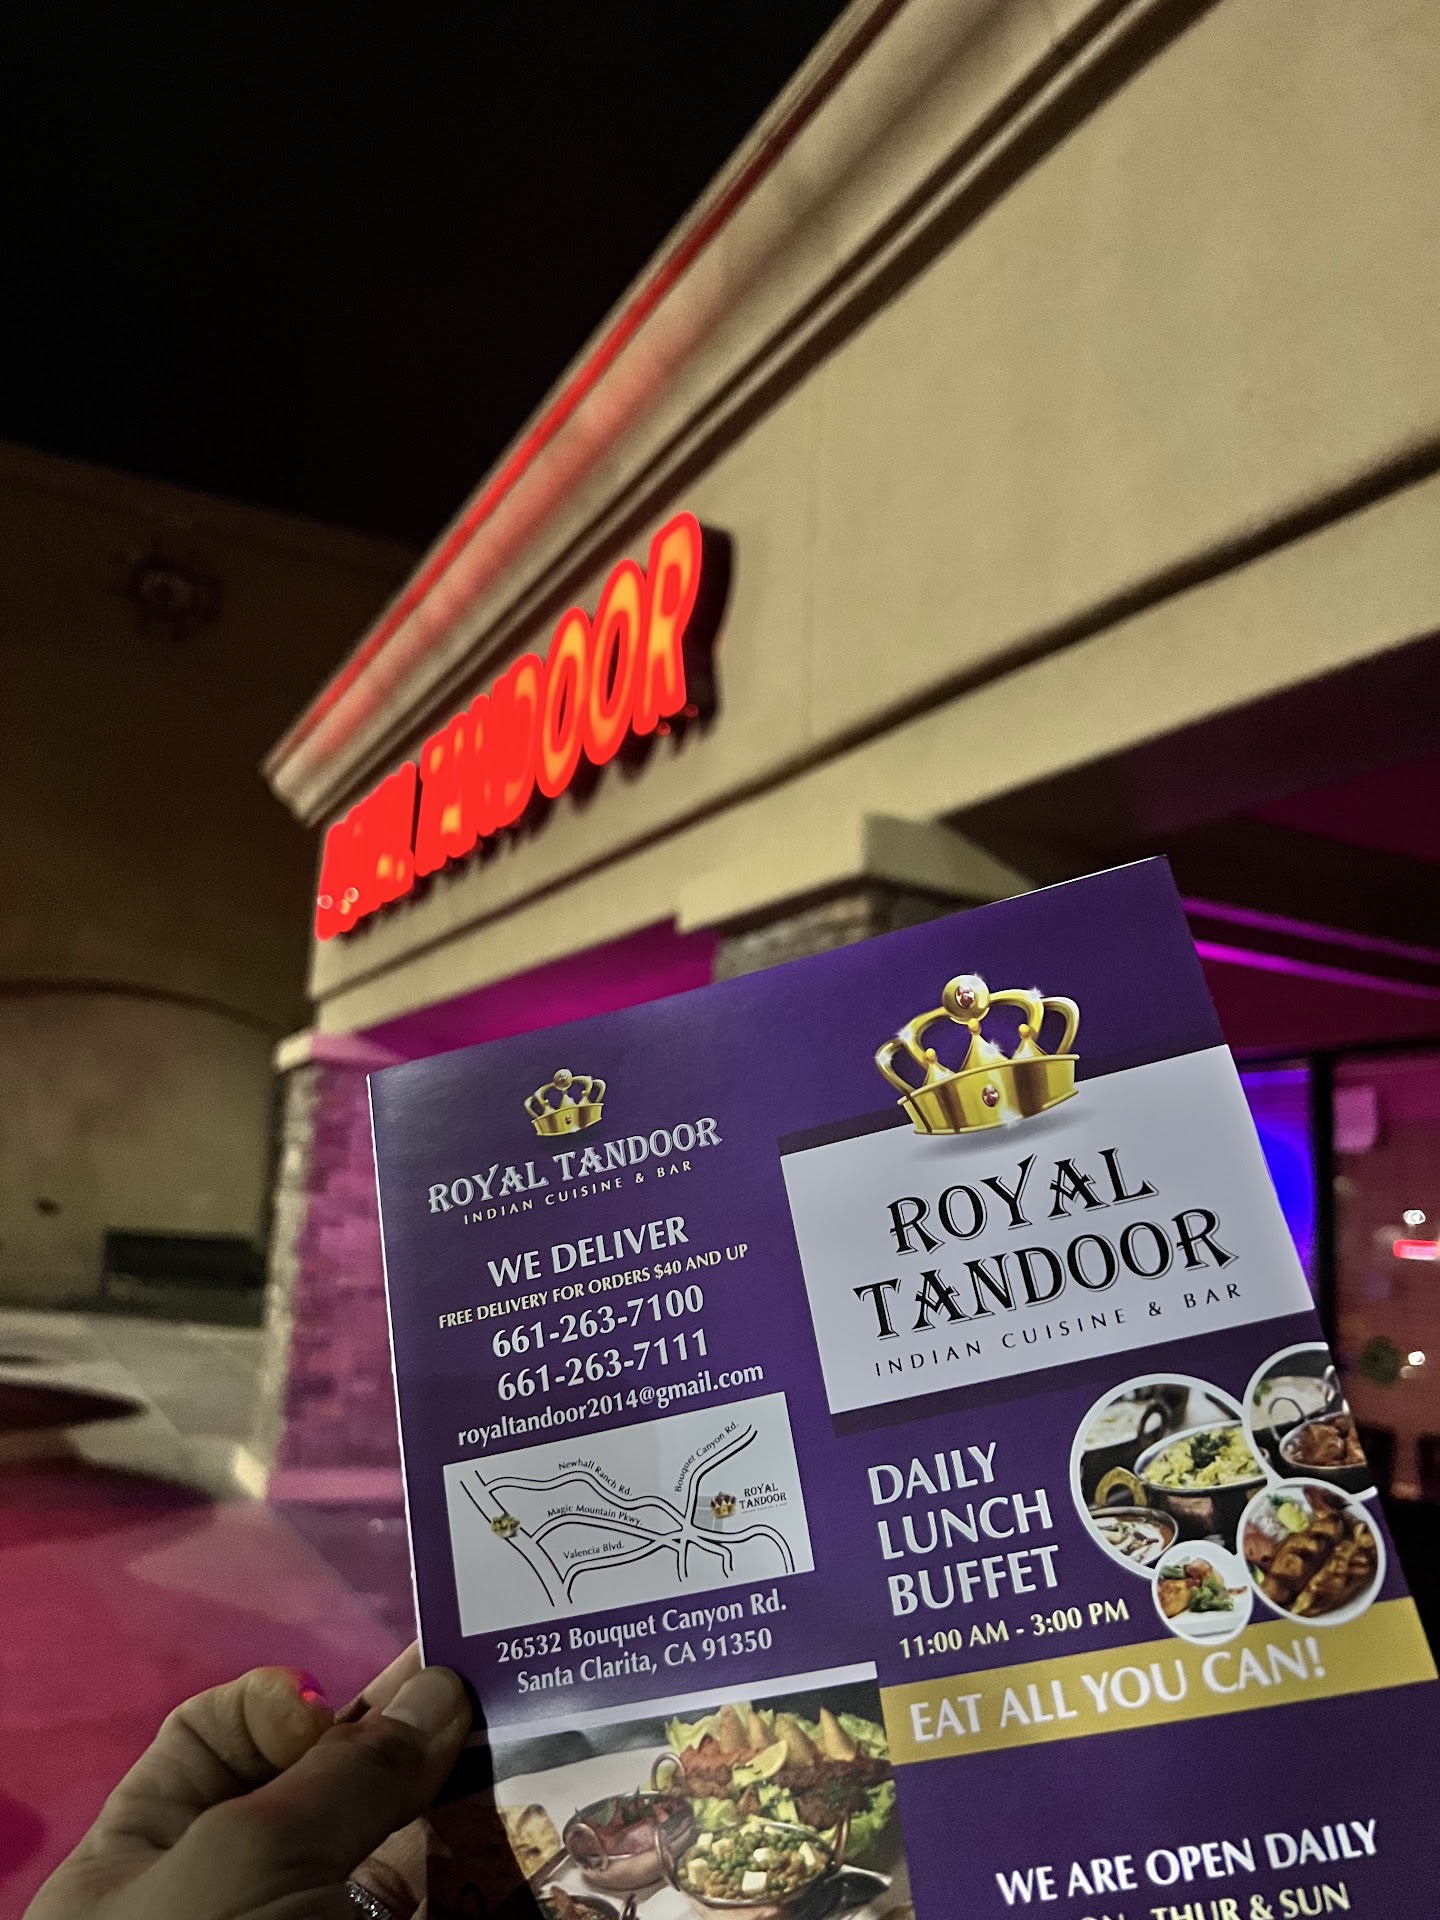 TANDOOR
ROYAL TANDOOR
INDIAN CUISINE & BAR
WE DELIVER
FREE DELIVERY FOR ORDERS $40 AND UP
661-263-7100
661-263-7111
royaltandoor2014@gmail.com
Newhall Ranch Rd.
Bouquet Canyon Rd.
Magic Mountain Pkwy.
Valencia Blvd.
ROYAL
TANDOOR
26532 Bouquet Canyon Rd.
Santa Clarita, CA 91350
ROYAL
TANDOOR
INDIAN CUISINE & BAR
DAILY
LUNCH
BUFFET
11:00 AM - 3:00 PM
EAT ALL YOU CAN!
WE ARE OPEN DAILY
THUR & SUN